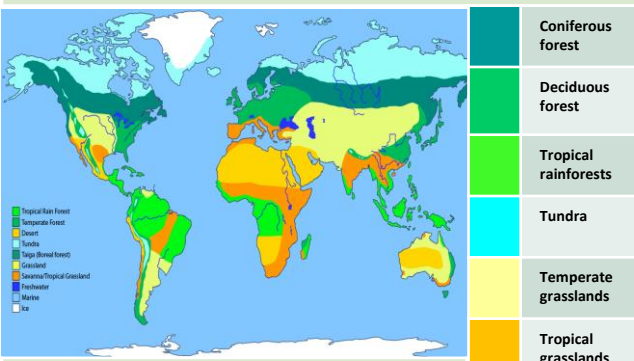 Tropical Rain Forest
Temperate Forest
Desert
Tundra
Taiga (Boreal forest)
Grassland
Savanna/Tropical Grassland
Freshwater
Marine
Ice
Coniferous
forest
Deciduous
forest
Tropical
rainforests
Tundra
Temperate
grasslands
Tropical
grasslands